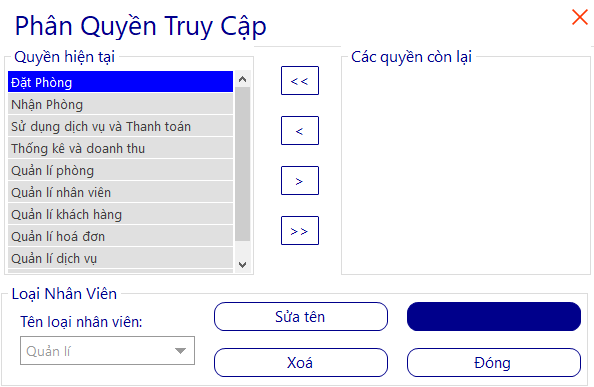 Phân Quyền Truy Cập
Quyền hiện tại
Các quyền còn lại
Đặt Phòng
Nhận Phòng
Sử dụng dịch vụ và Thanh toán
Thống kê và doanh thu
Quản lí phòng
Quản lí nhân viên
Quản lí khách hàng
Quản lí hoá đơn
Quản lí dịch vụ
<<
<
>
>>
Loại Nhân Viên
Tên loại nhân viên:
Quản lí
Sửa tên
Xoá
Đóng